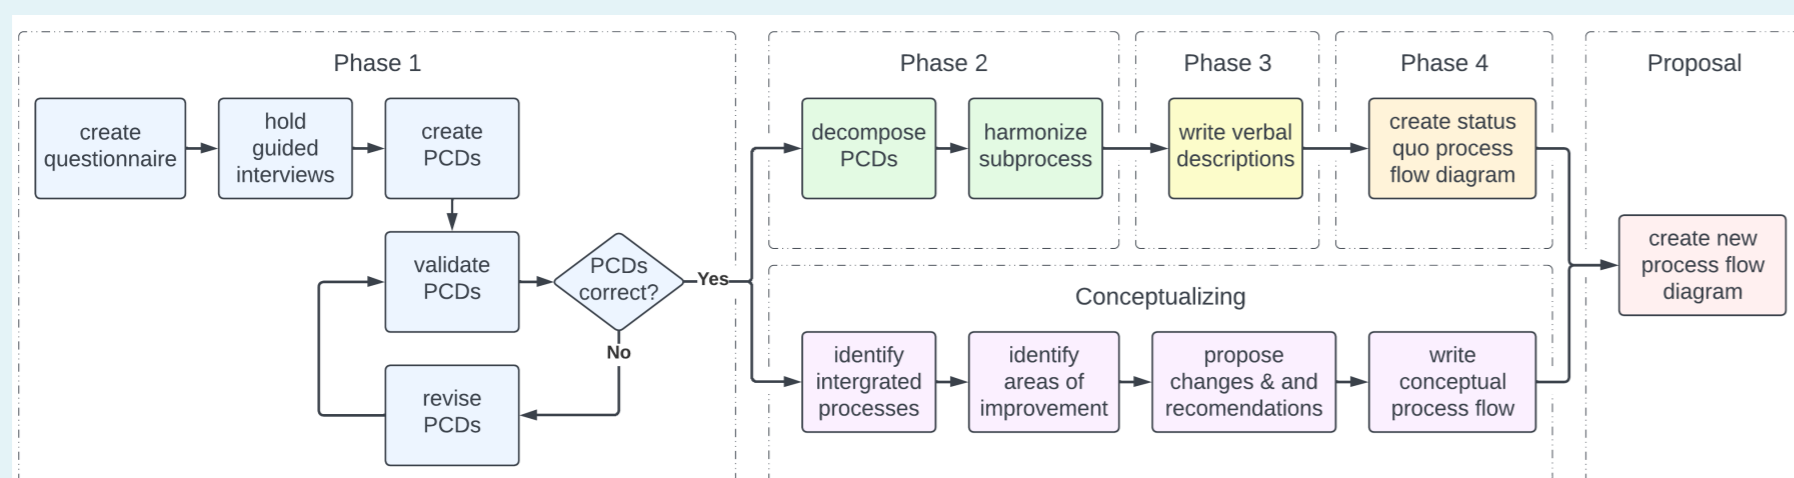 Phase 1
create
questionnaire
hold
guided
interviews
create
PCDs
validate
PCDs
PCDs
correct?
Yes
No
revise
PCDs
Phase 2
decompose
PCDs
harmonize
subprocess
Phase 3
write verbal
descriptions
Phase 4
create status
quo process
flow diagram
Conceptualizing
identify
intergrated
processes
identify
areas of
improvement
propose
changes & and
recomendations
write
conceptual
process flow
Proposal
create new
process flow
diagram